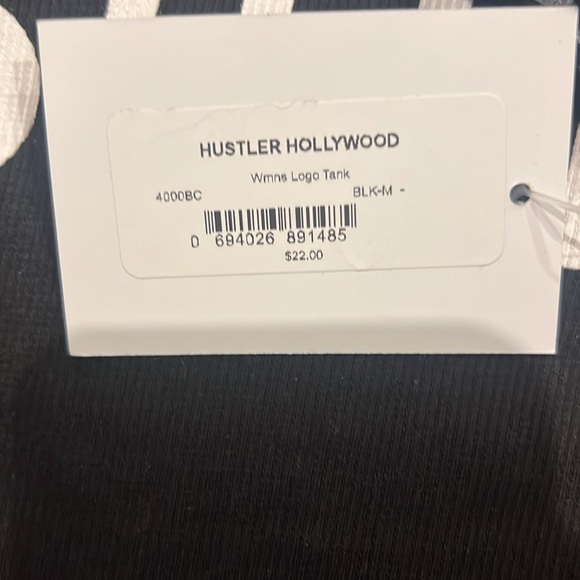 HUSTLER HOLLYWOOD
Wmns Logo Tank
4000BC BLK-M -
0 694026 891485
$22.00